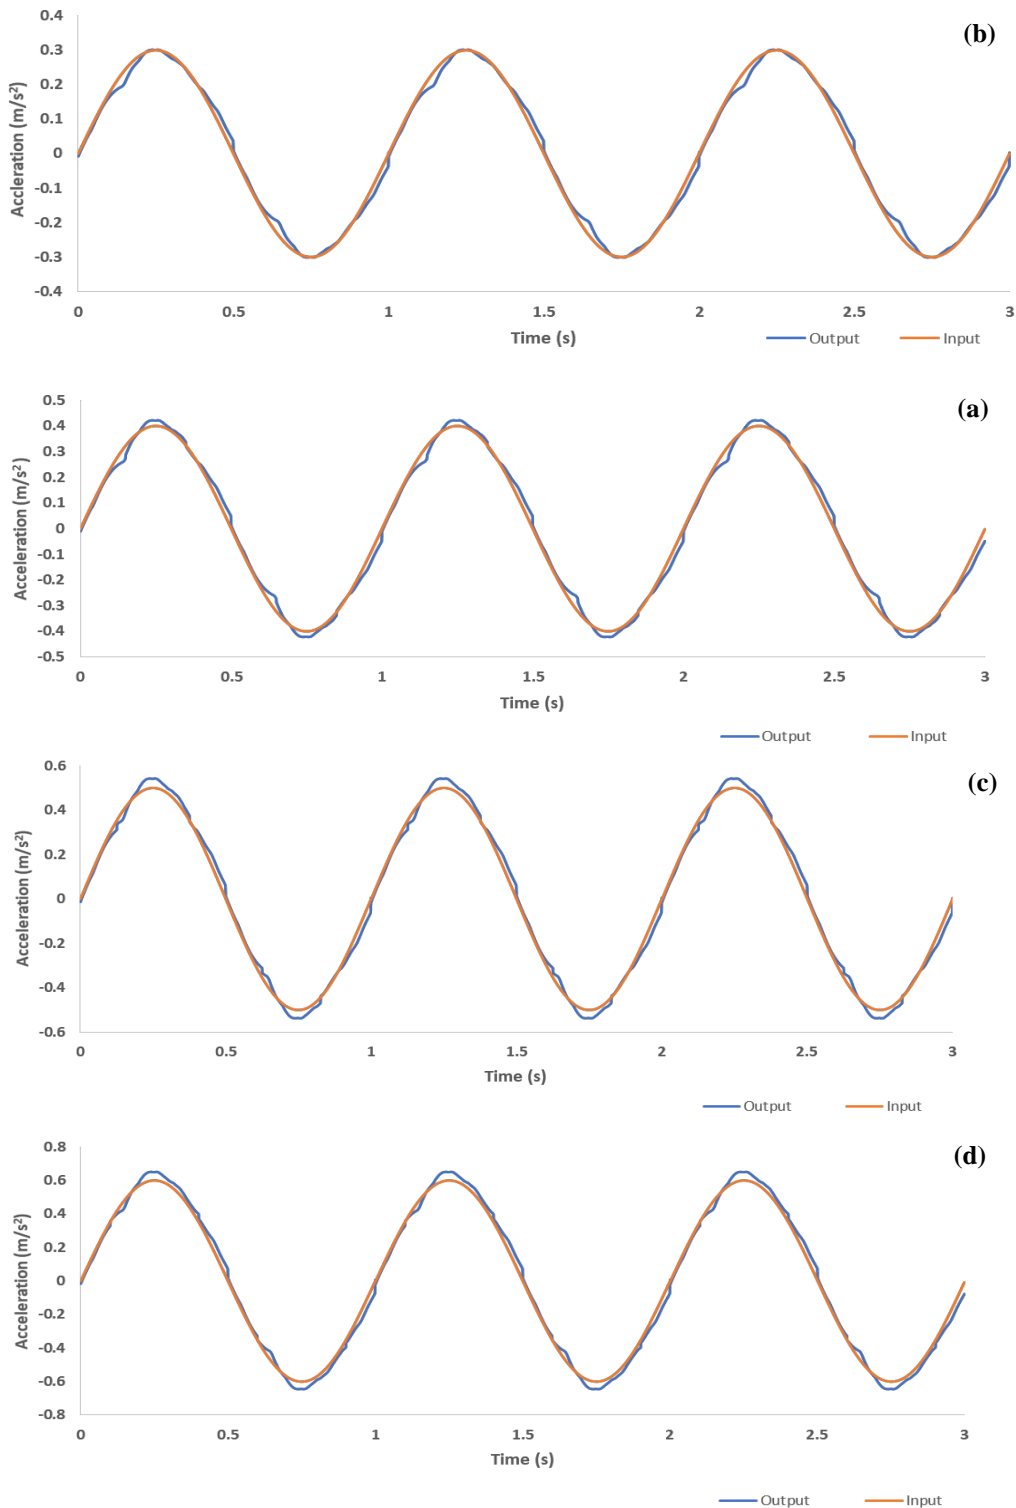 (b)
0.4
0.3
0.2
0.1
0
-0.1
-0.2
-0.3
-0.4
Accleration (m/s²)
0 0.5 1 1.5 2 2.5 3
Time (s)
Output Input
(a)
0.5
0.4
0.3
0.2
0.1
0
-0.1
-0.2
-0.3
-0.4
-0.5
Acceleration (m/s²)
0 0.5 1 1.5 2 2.5 3
Time (s)
Output Input
(c)
0.6
0.4
0.2
0
-0.2
-0.4
-0.6
Acceleration (m/s²)
0 0.5 1 1.5 2 2.5 3
Time (s)
Output Input
(d)
0.8
0.6
0.4
0.2
0
-0.2
-0.4
-0.6
-0.8
Acceleration (m/s²)
0 0.5 1 1.5 2 2.5 3
Time (s)
Output Input